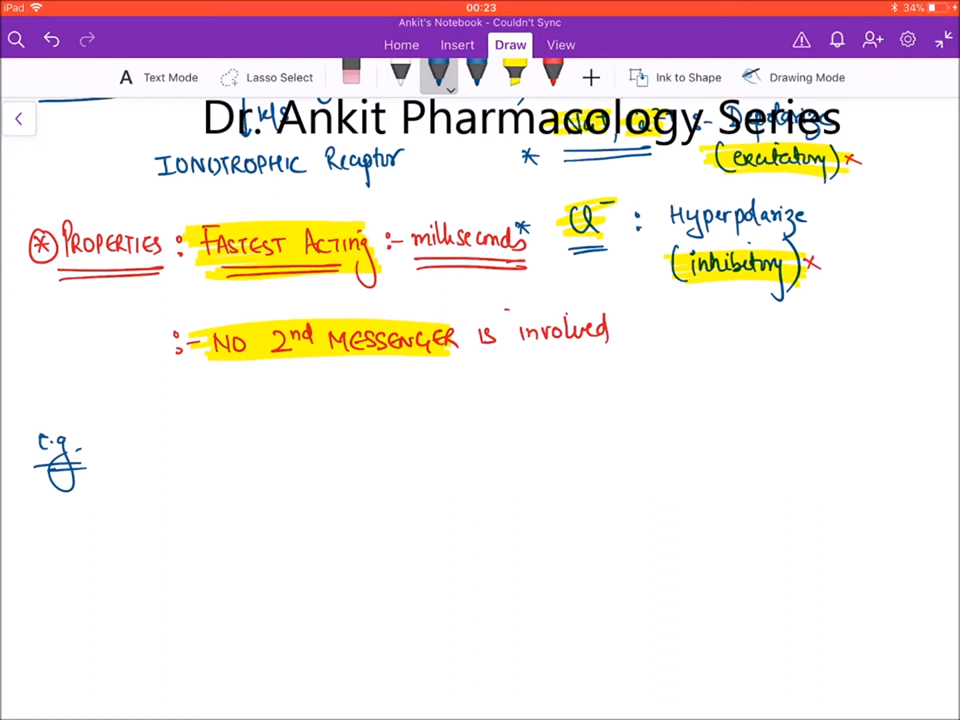 iPad 00:23 34%
Ankit's Notebook - Couldn't Sync
Home Insert Draw View
A Text Mode Lasso Select Ink to Shape Drawing Mode
Dr. Ankit Pharmacology Series
:- Depolarize
IONOTROPHIC Receptor * (excitatory) x
* Cl⁻ : Hyperpolarize
* PROPERTIES : FASTEST ACTing :- milliseconds (inhibitory) x
:- NO 2nd MESSENGER is involved
e.g.